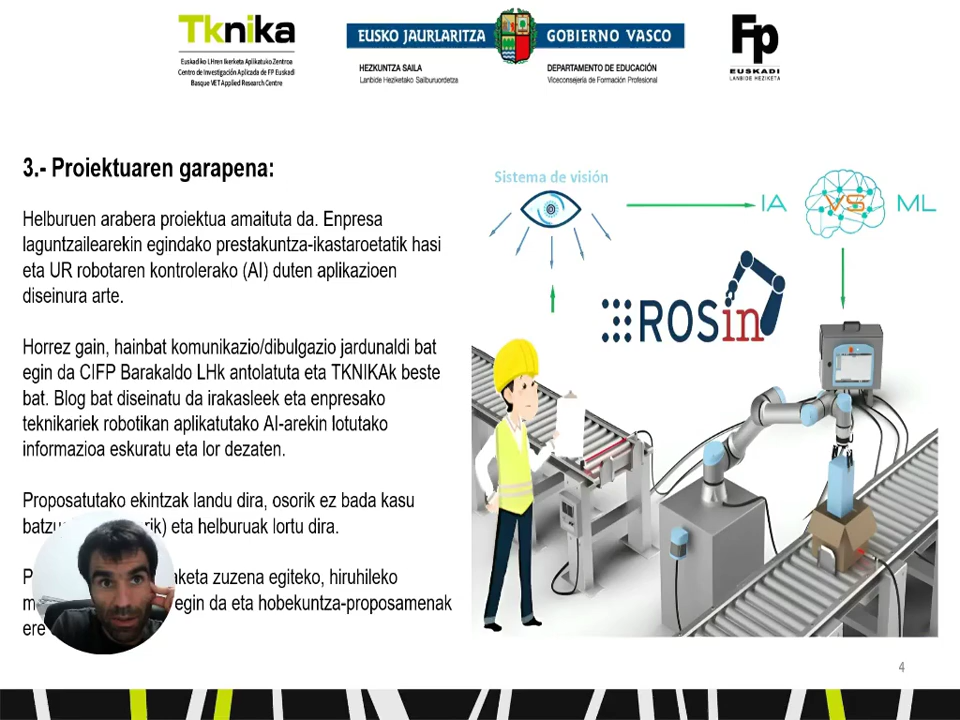 Tknika
Euskadiko LHren Ikerketa Aplikatuko Zentroa
Centro de Investigación Aplicada de FP Euskadi
Basque VET Applied Research Centre
EUSKO JAURLARITZA
GOBIERNO VASCO
HEZKUNTZA SAILA
Lanbide Heziketako Sailburuordetza
DEPARTAMENTO DE EDUCACIÓN
Viceconsejería de Formación Profesional
Fp
EUSKADI
LANBIDE HEZIKETA
3.- Proiektuaren garapena:
Helburuen arabera proiektua amaituta da. Enpresa
laguntzailearekin egindako prestakuntza-ikastaroetatik hasi
eta UR robotaren kontrolerako (AI) duten aplikazioen
diseinura arte.
Horrez gain, hainbat komunikazio/dibulgazio jardunaldi bat
egin da CIFP Barakaldo LHk antolatuta eta TKNIKAk beste
bat. Blog bat diseinatu da irakasleek eta enpresako
teknikariek robotikan aplikatutako AI-arekin lotutako
informazioa eskuratu eta lor dezaten.
Proposatutako ekintzak landu dira, osorik ez bada kasu
eta helburuak lortu dira.
zuzena egiteko, hiruhileko
egin da eta hobekuntza-proposamenak
ere
Sistema de visión
IA VS ML
ROSin
4